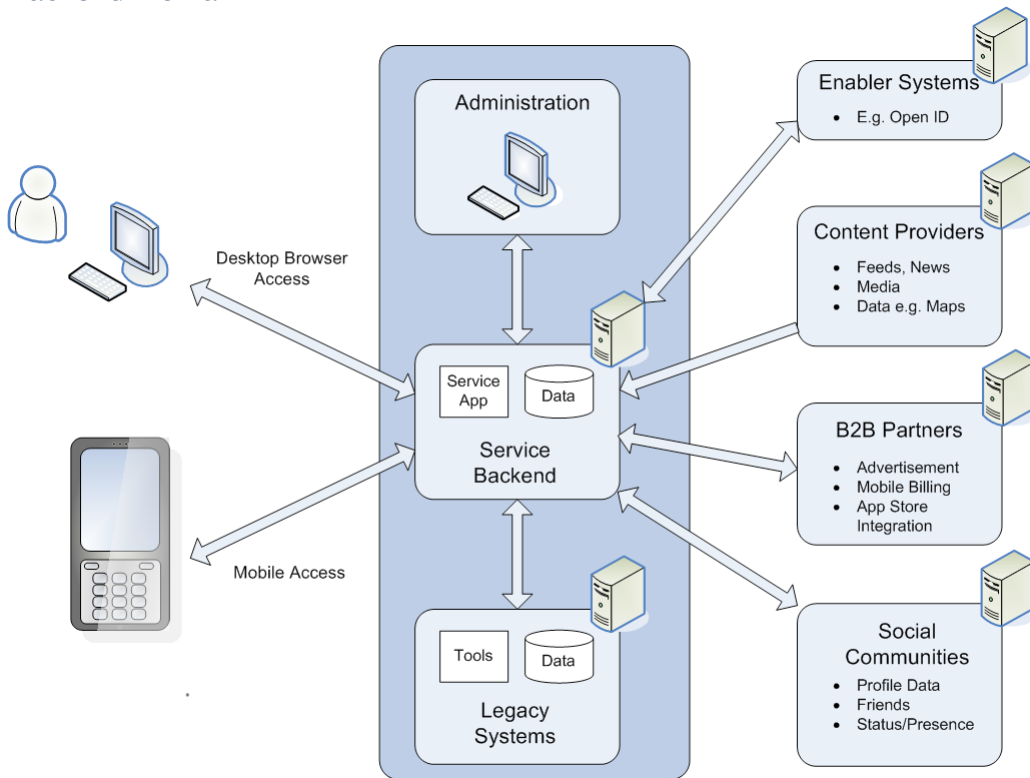 Administration
Enabler Systems
• E.g. Open ID
Content Providers
• Feeds, News
• Media
• Data e.g. Maps
Desktop Browser
Access
Service
App
Data
Service
Backend
B2B Partners
• Advertisement
• Mobile Billing
• App Store
Integration
Mobile Access
Tools
Data
Legacy
Systems
Social
Communities
• Profile Data
• Friends
• Status/Presence